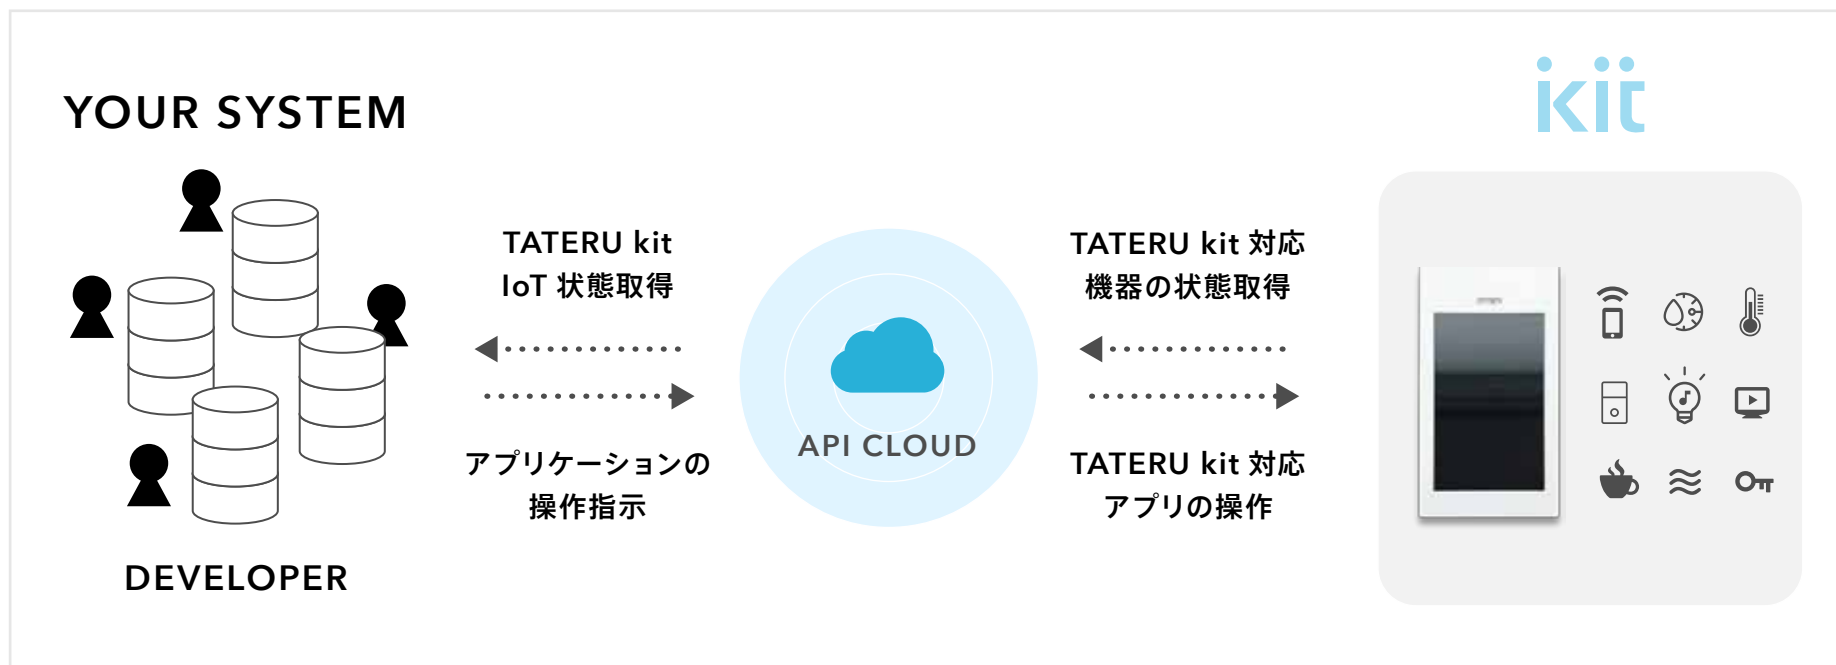 YOUR SYSTEM
DEVELOPER
TATERU kit
IoT 状態取得
アプリケーションの
操作指示
API CLOUD
TATERU kit 対応
機器の状態取得
TATERU kit 対応
アプリの操作
kit